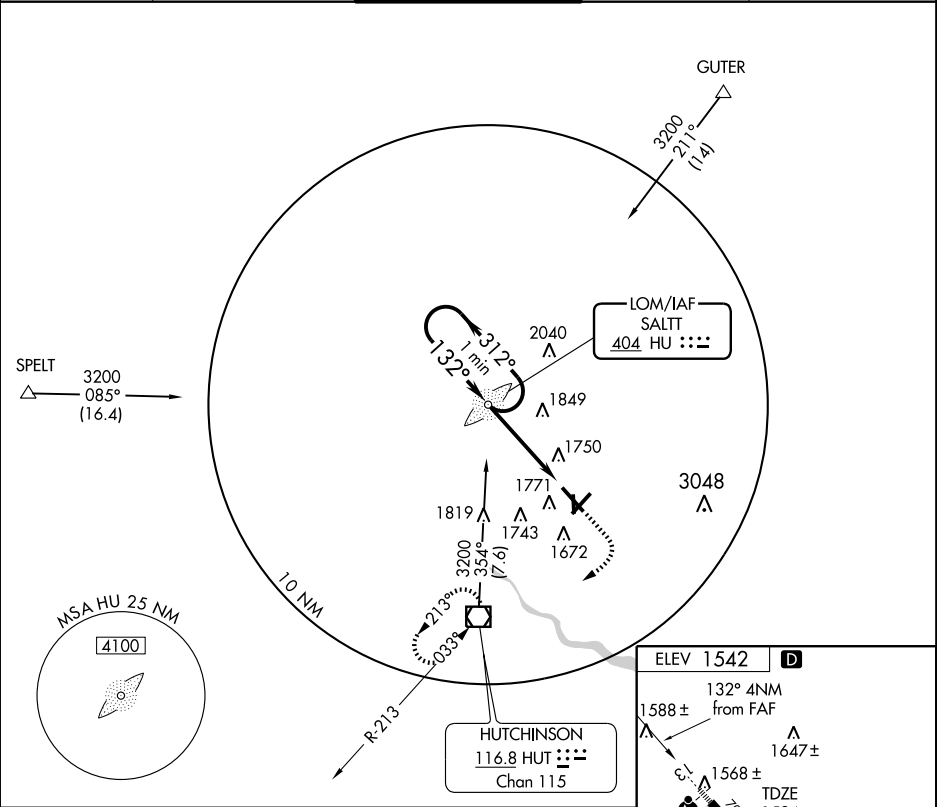 GUTER
3200
211°
(14)
LOM/IAF
SALTT
404 HU
2040
312°
1 min
132°
SPELT
3200
085°
(16.4)
1849
1750
1771
3048
1819
1743
1672
3200
354°
(7.6)
10 NM
MSA HU 25 NM
4100
213°
033°
R-213
HUTCHINSON
116.8 HUT
Chan 115
ELEV 1542 D
132° 4NM
from FAF
1588 ±
1647 ±
13
1568 ±
TDZE